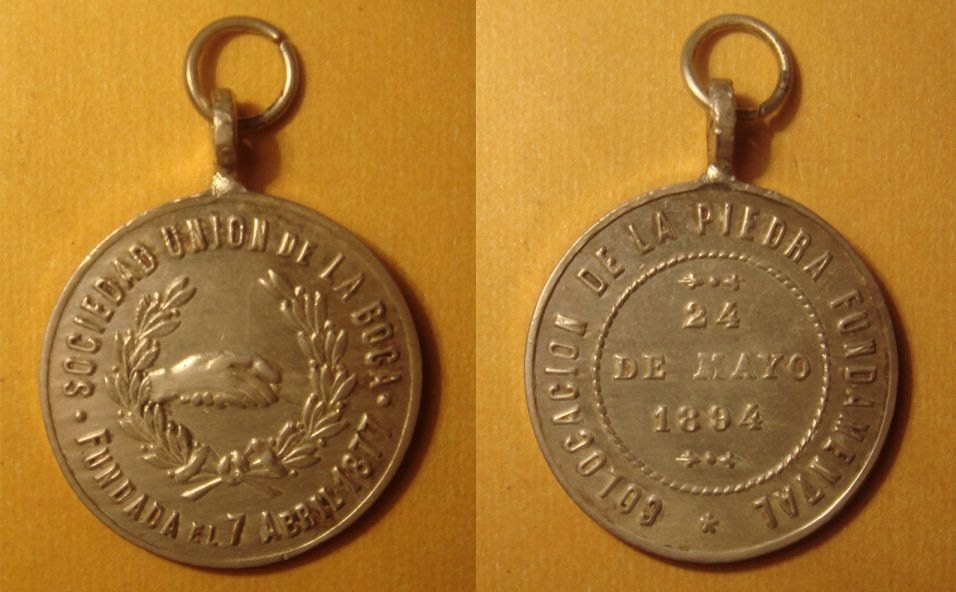 · SOCIEDAD UNION DE LA BOCA ·
FUNDADA EL 7 ABRIL 1877
COLOCACION DE LA PIEDRA FUNDAMENTAL *
24
DE MAYO
1894